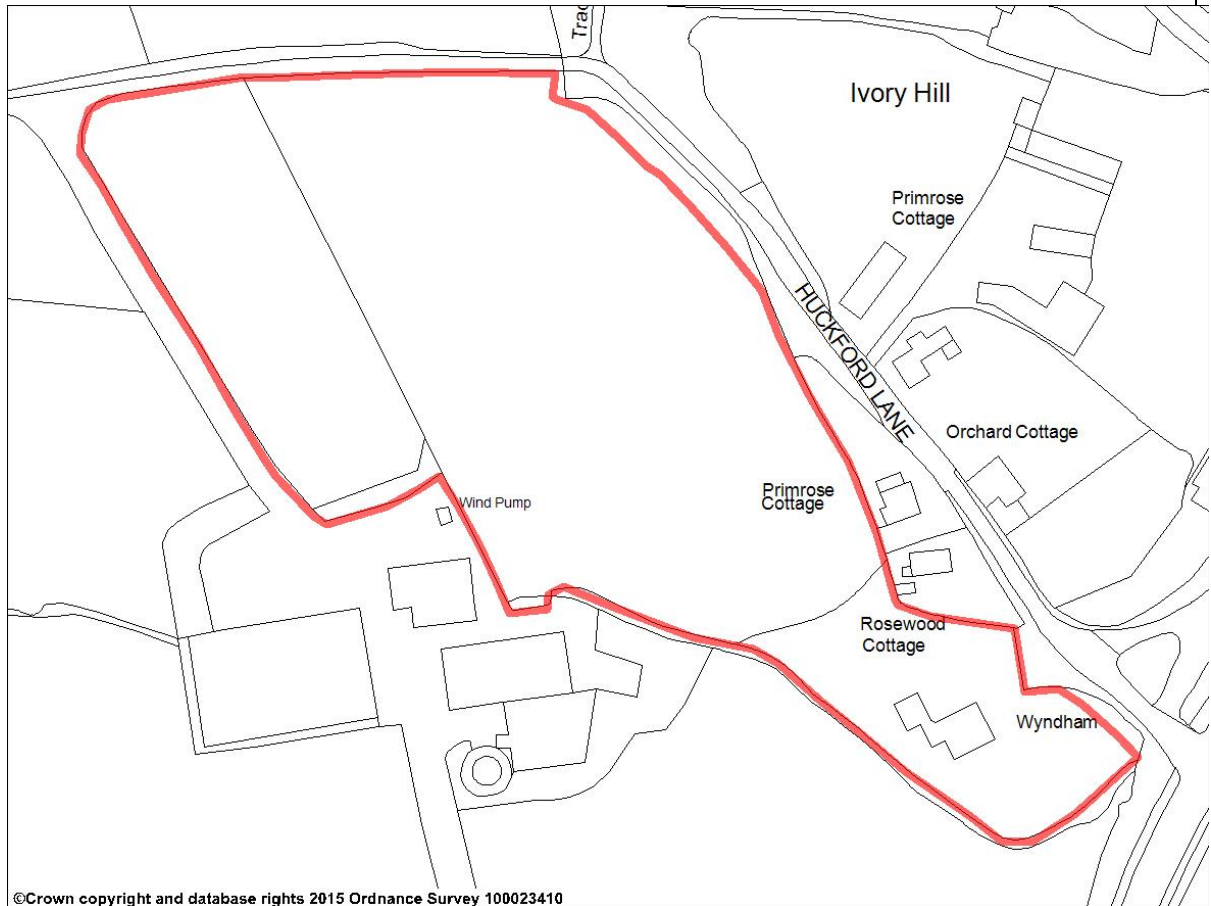 Trac
Ivory Hill
Primrose
Cottage
HUCKFORD LANE
Orchard Cottage
Primrose
Cottage
Wind Pump
Rosewood
Cottage
Wyndham
©Crown copyright and database rights 2015 Ordnance Survey 100023410